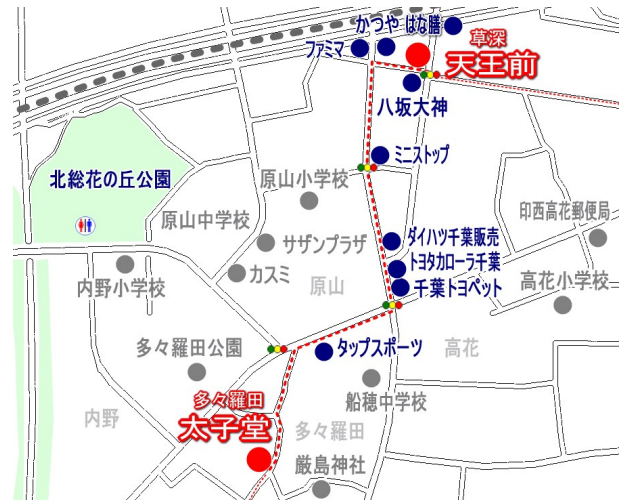 かつや
はな膳
草深
ファミマ
天王前
八坂大神
ミニストップ
北総花の丘公園
原山小学校
原山中学校
印西高花郵便局
ダイハツ千葉販売
サザンプラザ
トヨタカローラ千葉
カスミ
内野小学校
原山
千葉トヨペット
高花小学校
多々羅田公園
タップスポーツ
高花
多々羅田
船穂中学校
内野
太子堂
多々羅田
厳島神社